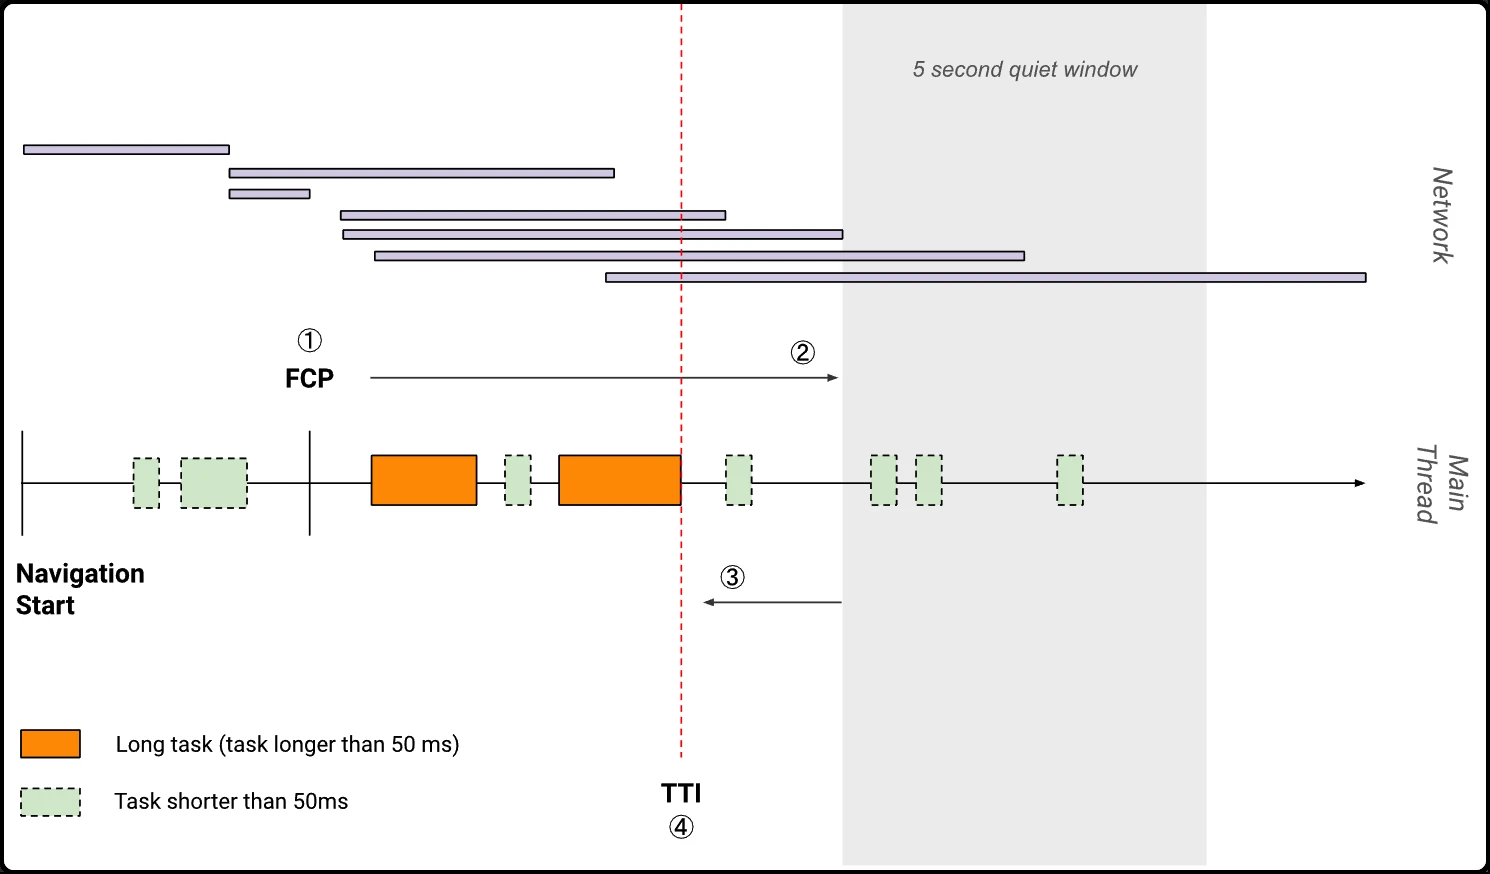 5 second quiet window
Network
①
FCP
②
Main
Thread
Navigation
Start
③
Long task (task longer than 50 ms)
Task shorter than 50ms
TTI
④